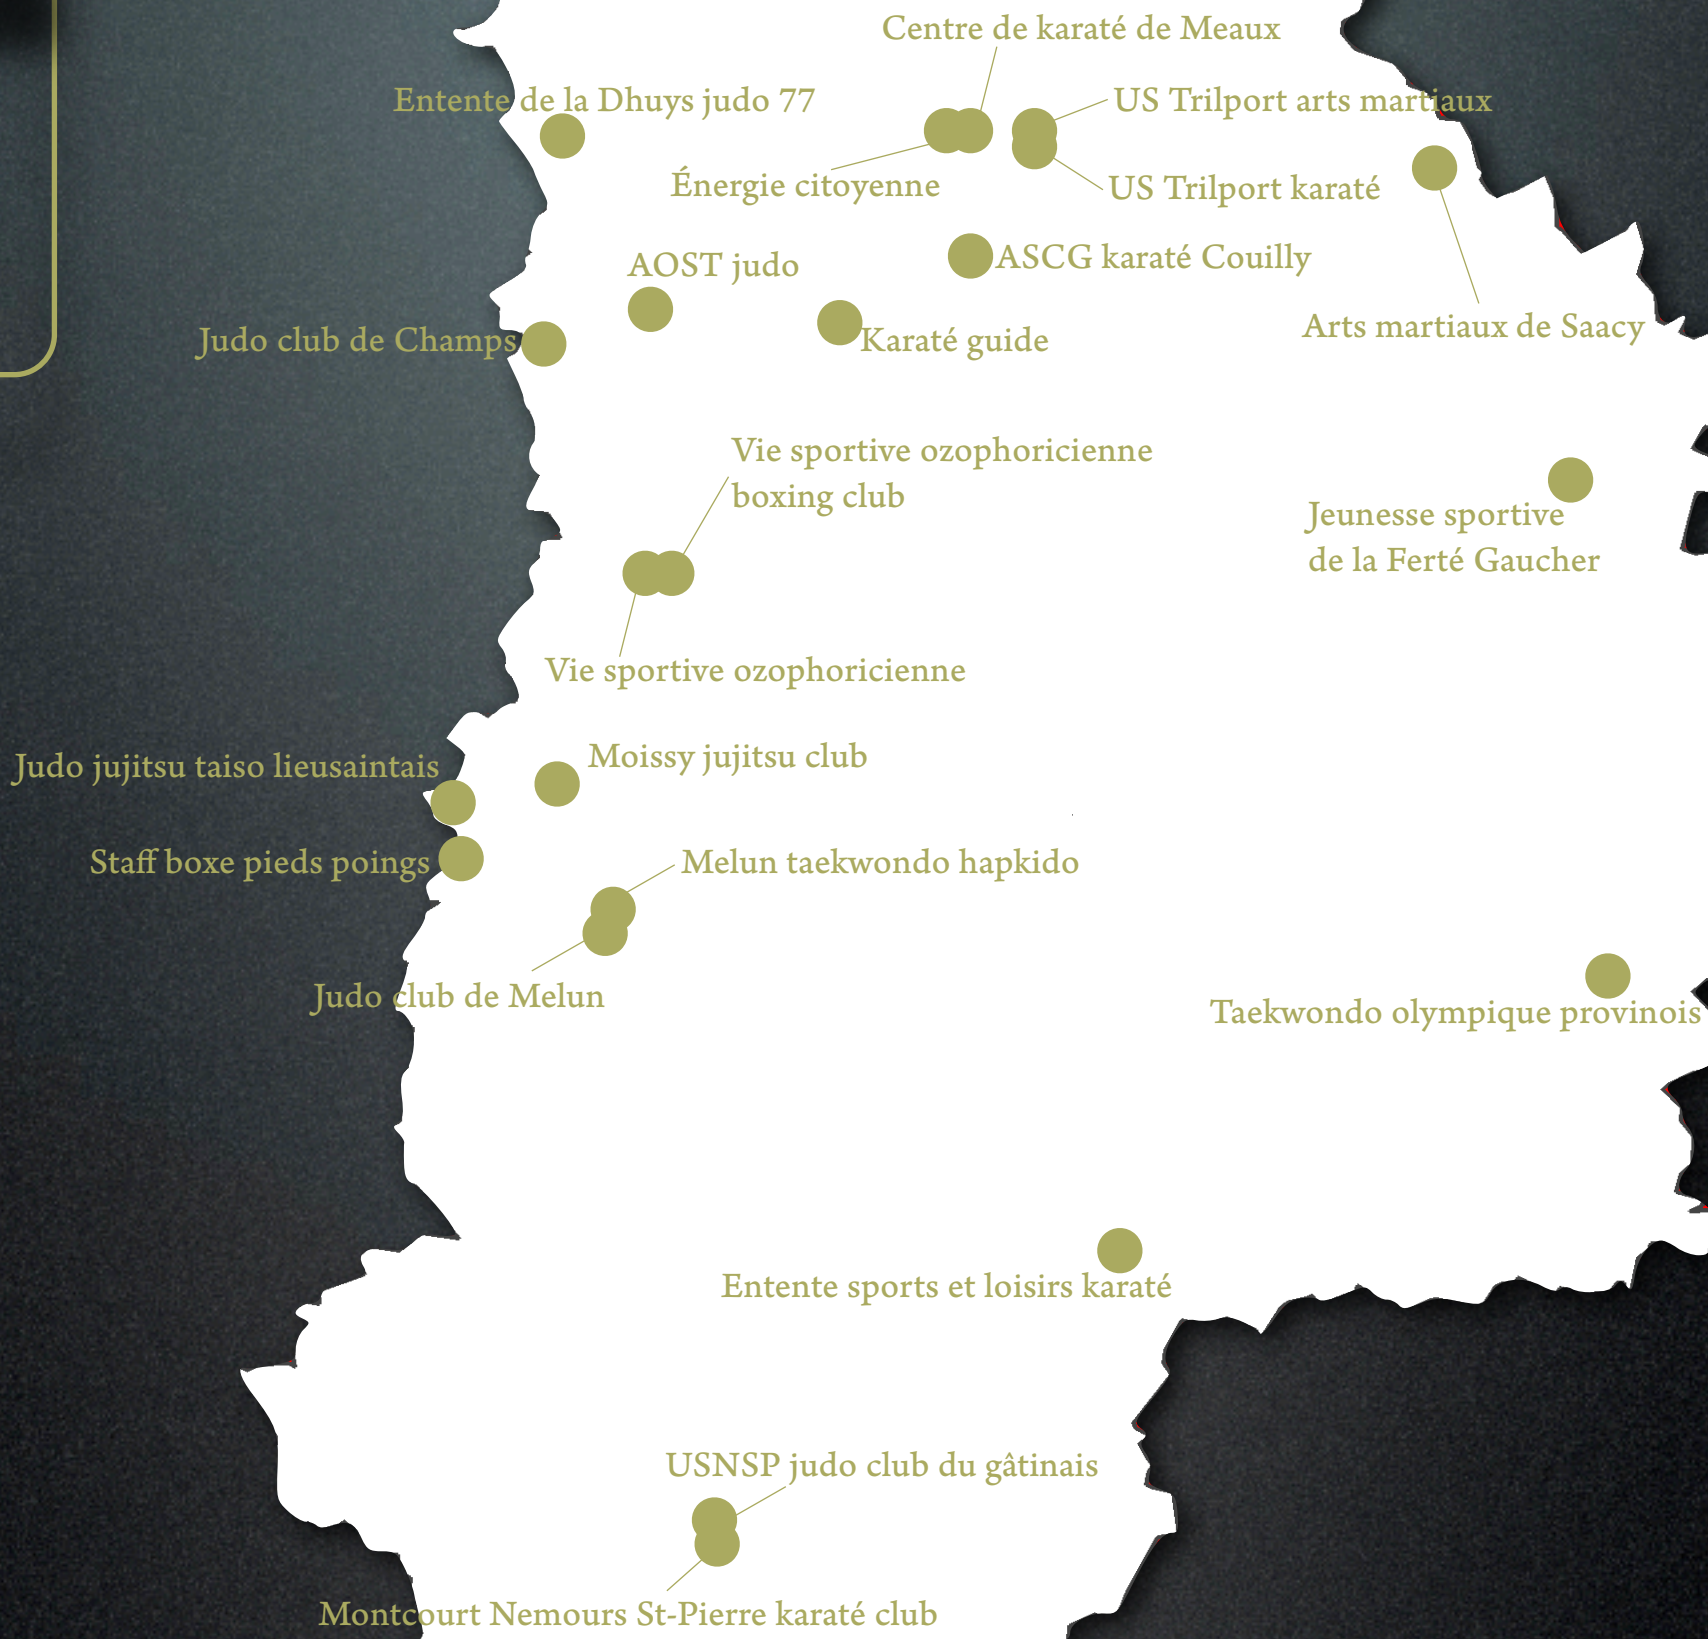 Centre de karaté de Meaux
Entente de la Dhuys judo 77
US Trilport arts martiaux
Énergie citoyenne
US Trilport karaté
ASCG karaté Couilly
AOST judo
Arts martiaux de Saacy
Judo club de Champs
Karaté guide
Vie sportive ozophoricienne
boxing club
Jeunesse sportive
de la Ferté Gaucher
Vie sportive ozophoricienne
Moissy jujitsu club
Judo jujitsu taiso lieusaintais
Staff boxe pieds poings
Melun taekwondo hapkido
Judo club de Melun
Taekwondo olympique provinois
Entente sports et loisirs karaté
USNSP judo club du gâtinais
Montcourt Nemours St-Pierre karaté club